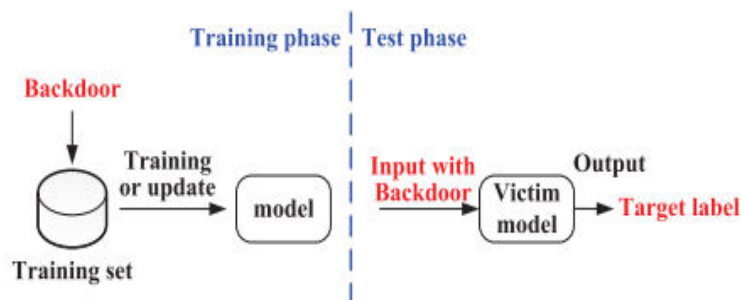 Training phase
Test phase
Backdoor
Training
or update
model
Training set
Input with
Backdoor
Victim
model
Output
Target label